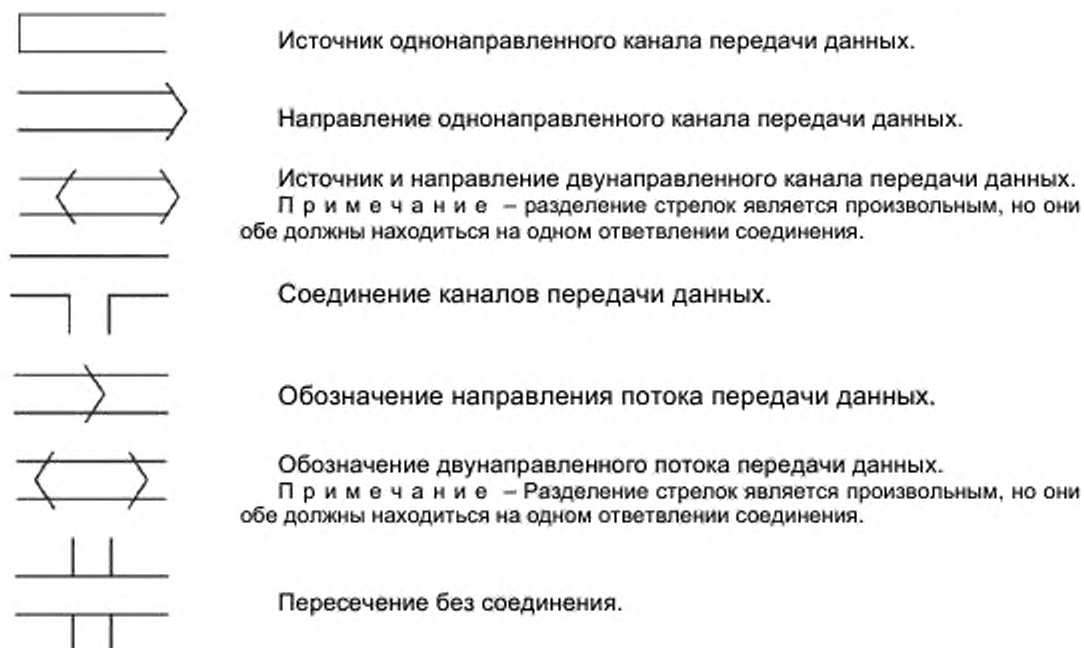 Источник однонаправленного канала передачи данных.
Направление однонаправленного канала передачи данных.
Источник и направление двунаправленного канала передачи данных.
П р и м е ч а н и е – разделение стрелок является произвольным, но они
обе должны находиться на одном ответвлении соединения.
Соединение каналов передачи данных.
Обозначение направления потока передачи данных.
Обозначение двунаправленного потока передачи данных.
П р и м е ч а н и е – Разделение стрелок является произвольным, но они
обе должны находиться на одном ответвлении соединения.
Пересечение без соединения.